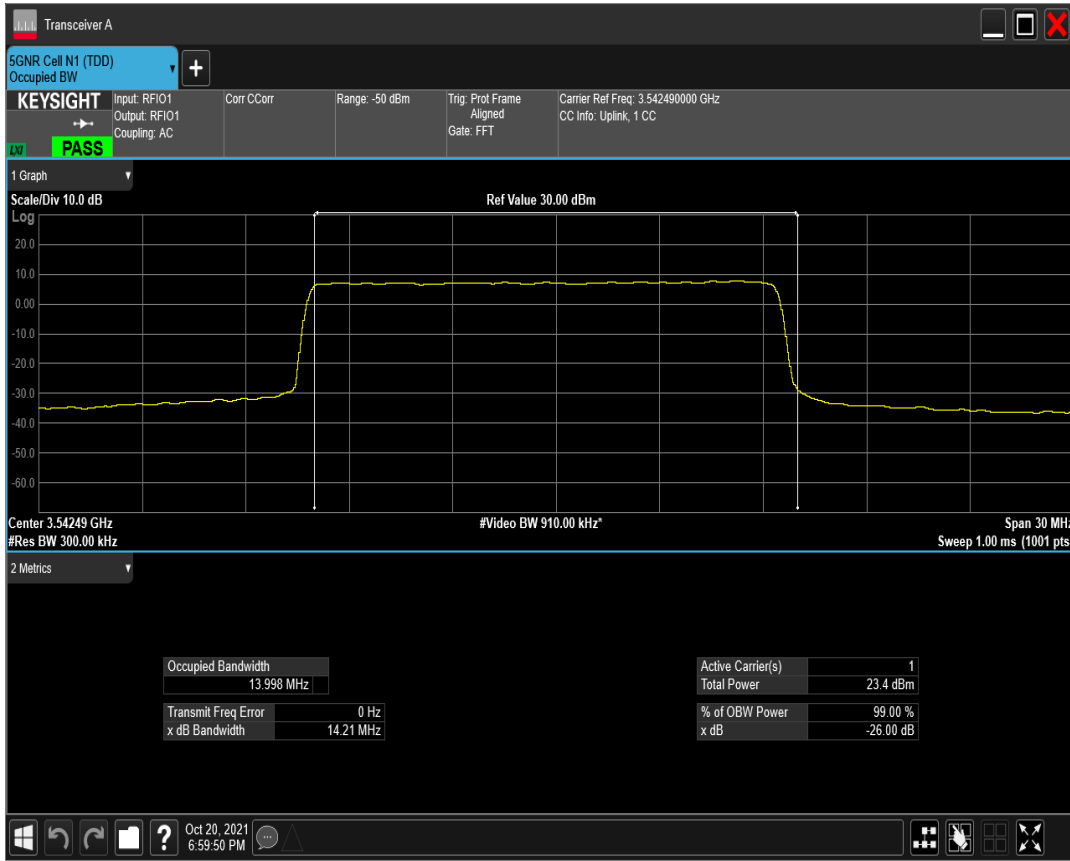 Transceiver A
5GNR Cell N1 (TDD)
Occupied BW
+
KEYSIGHT
LXI
PASS
Input: RFIO1
Output: RFIO1
Coupling: AC
Corr CCorr
Range: -50 dBm
Trig: Prot Frame
Aligned
Gate: FFT
Carrier Ref Freq: 3.542490000 GHz
CC Info: Uplink, 1 CC
1 Graph
Scale/Div 10.0 dB
Ref Value 30.00 dBm
Log
20.0
10.0
0.00
-10.0
-20.0
-30.0
-40.0
-50.0
-60.0
Center 3.54249 GHz
#Video BW 910.00 kHz*
Span 30 MHz
#Res BW 300.00 kHz
Sweep 1.00 ms (1001 pts
2 Metrics
Occupied Bandwidth
13.998 MHz
Transmit Freq Error 0 Hz
x dB Bandwidth 14.21 MHz
Active Carrier(s) 1
Total Power 23.4 dBm
% of OBW Power 99.00 %
x dB -26.00 dB
?
Oct 20, 2021
6:59:50 PM